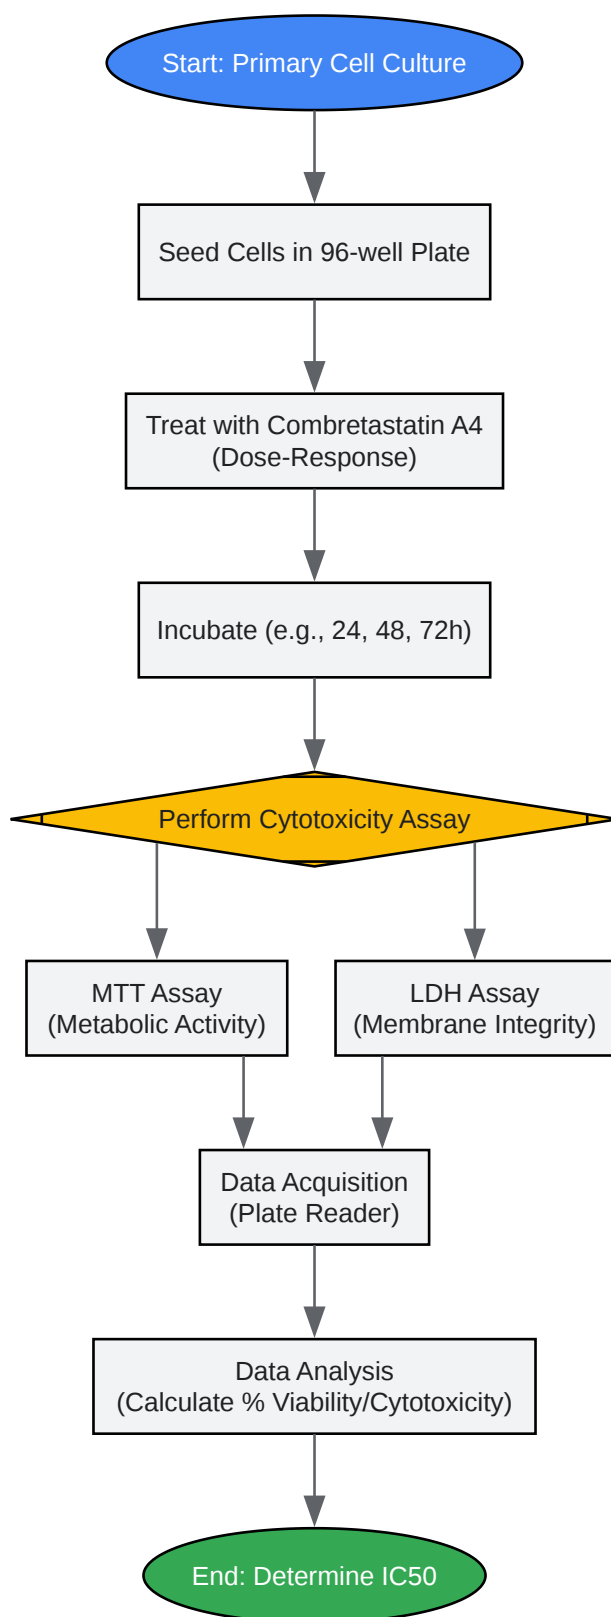 Start: Primary Cell Culture
Seed Cells in 96-well Plate
Treat with Combretastatin A4
(Dose-Response)
Incubate (e.g., 24, 48, 72h)
Perform Cytotoxicity Assay
MTT Assay
(Metabolic Activity)
LDH Assay
(Membrane Integrity)
Data Acquisition
(Plate Reader)
Data Analysis
(Calculate % Viability/Cytotoxicity)
End: Determine IC50